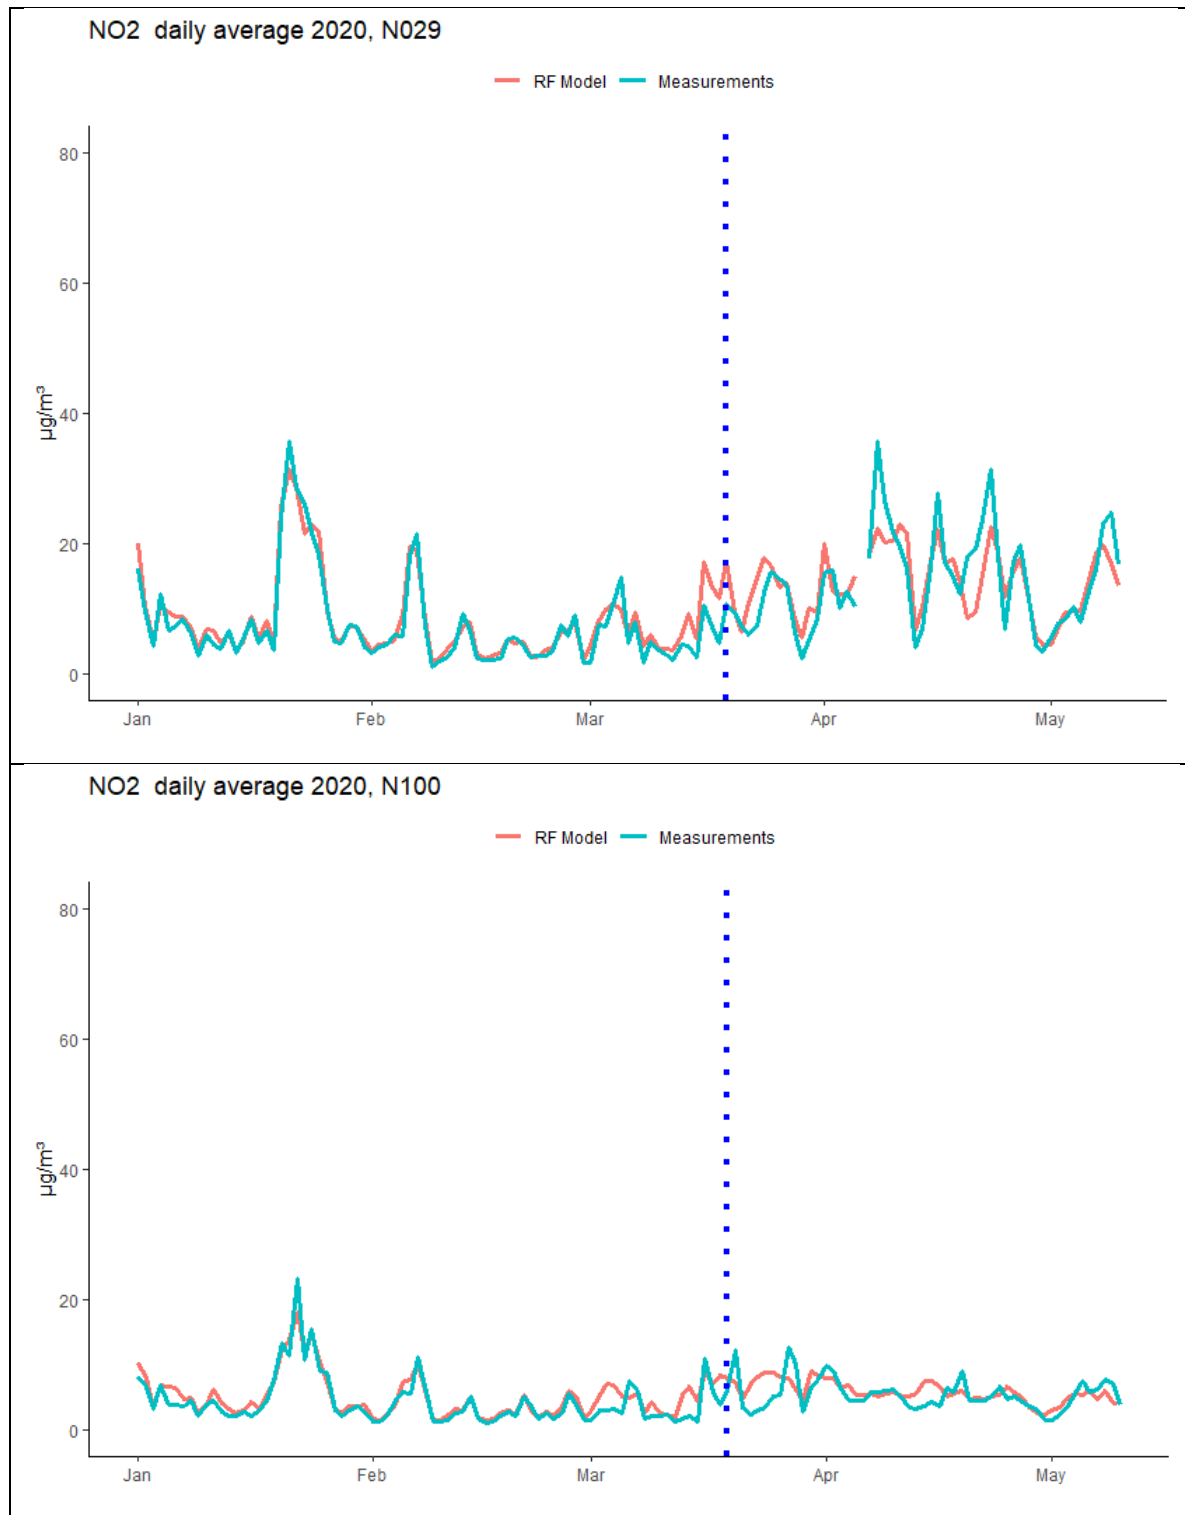 NO2  daily average 2020, N029
RF Model Measurements
80
60
40
20
0
µg/m³
Jan Feb Mar Apr May
NO2  daily average 2020, N100
RF Model Measurements
80
60
40
20
0
µg/m³
Jan Feb Mar Apr May